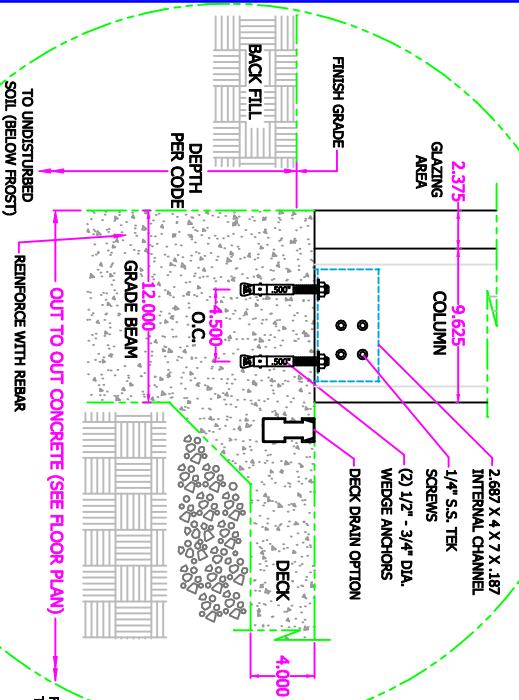 BACK FILL
FINISH GRADE
TO UNDISTURBED
SOIL (BELOW FROST)
DEPTH
PER CODE
GLAZING
AREA
2.375
9.625
COLUMN
12.000
GRADE BEAM
4.500
O.C.
.500"
.500"
REINFORCE WITH REBAR
OUT TO OUT CONCRETE (SEE FLOOR PLAN)
2.687 X 4 X 7 X .187
INTERNAL CHANNEL
1/4" S.S. TEK
SCREWS
(2) 1/2" - 3/4" DIA.
WEDGE ANCHORS
DECK DRAIN OPTION
DECK
4.000